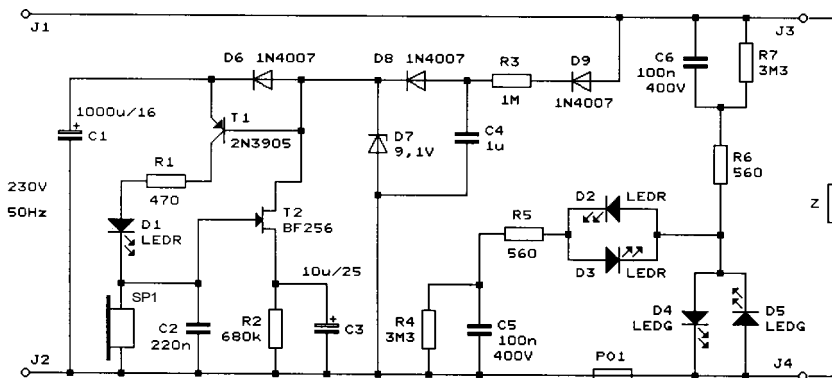 J1
J3
D6 1N4007
D8 1N4007
R3
1M
D9
1N4007
C6
100n
400V
R7
3M3
1000u/16
C1
T1
2N3905
D7
9,1V
C4
1u
R1
470
R6
560
230V
50Hz
D1
LEDR
T2
BF256
R5
560
D2
LEDR
D3
LEDR
Z
SP1
10u/25
C2
220n
R2
680k
C3
R4
3M3
C5
100n
400V
D4
LEDG
D5
LEDG
J2
PO1
J4